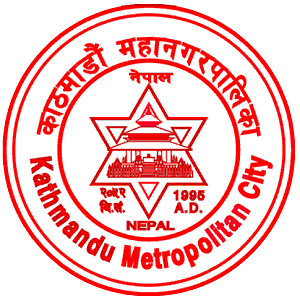 काठमाडौं महानगरपालिका
नेपाल
२०५२
वि.सं.
1995
A.D.
NEPAL
Kathmandu Metropolitan City